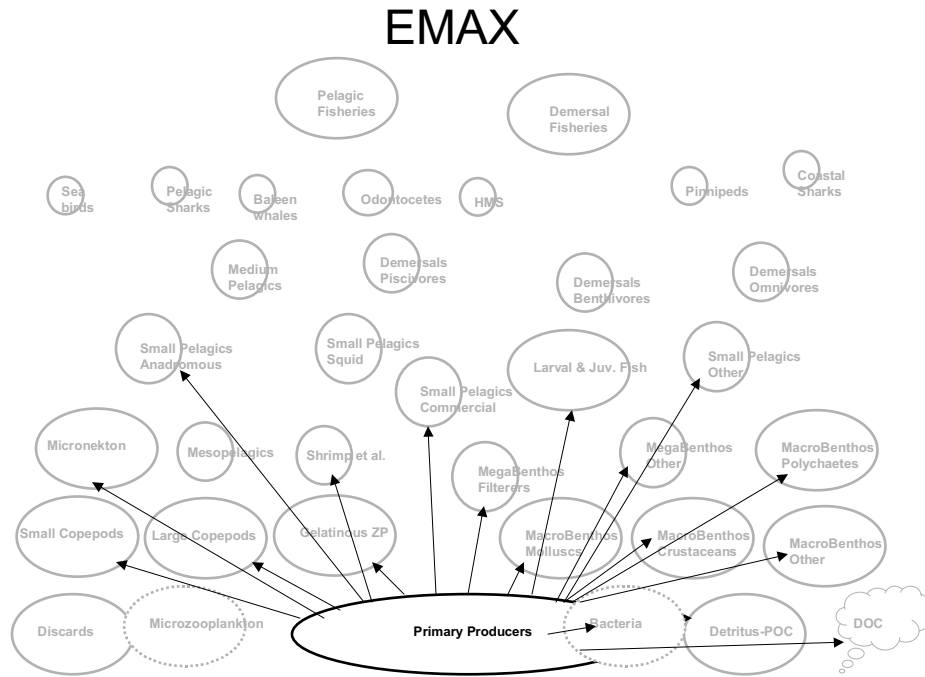 EMAX
Pelagic
Fisheries
Demersal
Fisheries
Sea
birds
Pelagic
Sharks
Baleen
whales
Odontocetes
HMS
Pinnipeds
Coastal
Sharks
Medium
Pelagics
Demersals
Piscivores
Demersals
Benthivores
Demersals
Omnivores
Small Pelagics
Anadromous
Small Pelagics
Squid
Small Pelagics
Commercial
Larval & Juv. Fish
Small Pelagics
Other
Micronekton
Mesopelagics
Shrimp et al.
MegaBenthos
Filterers
MegaBenthos
Other
MacroBenthos
Polychaetes
Small Copepods
Large Copepods
Gelatinous ZP
MacroBenthos
Molluscs
MacroBenthos
Crustaceans
MacroBenthos
Other
Discards
Microzooplankton
Primary Producers
Bacteria
Detritus-POC
DOC